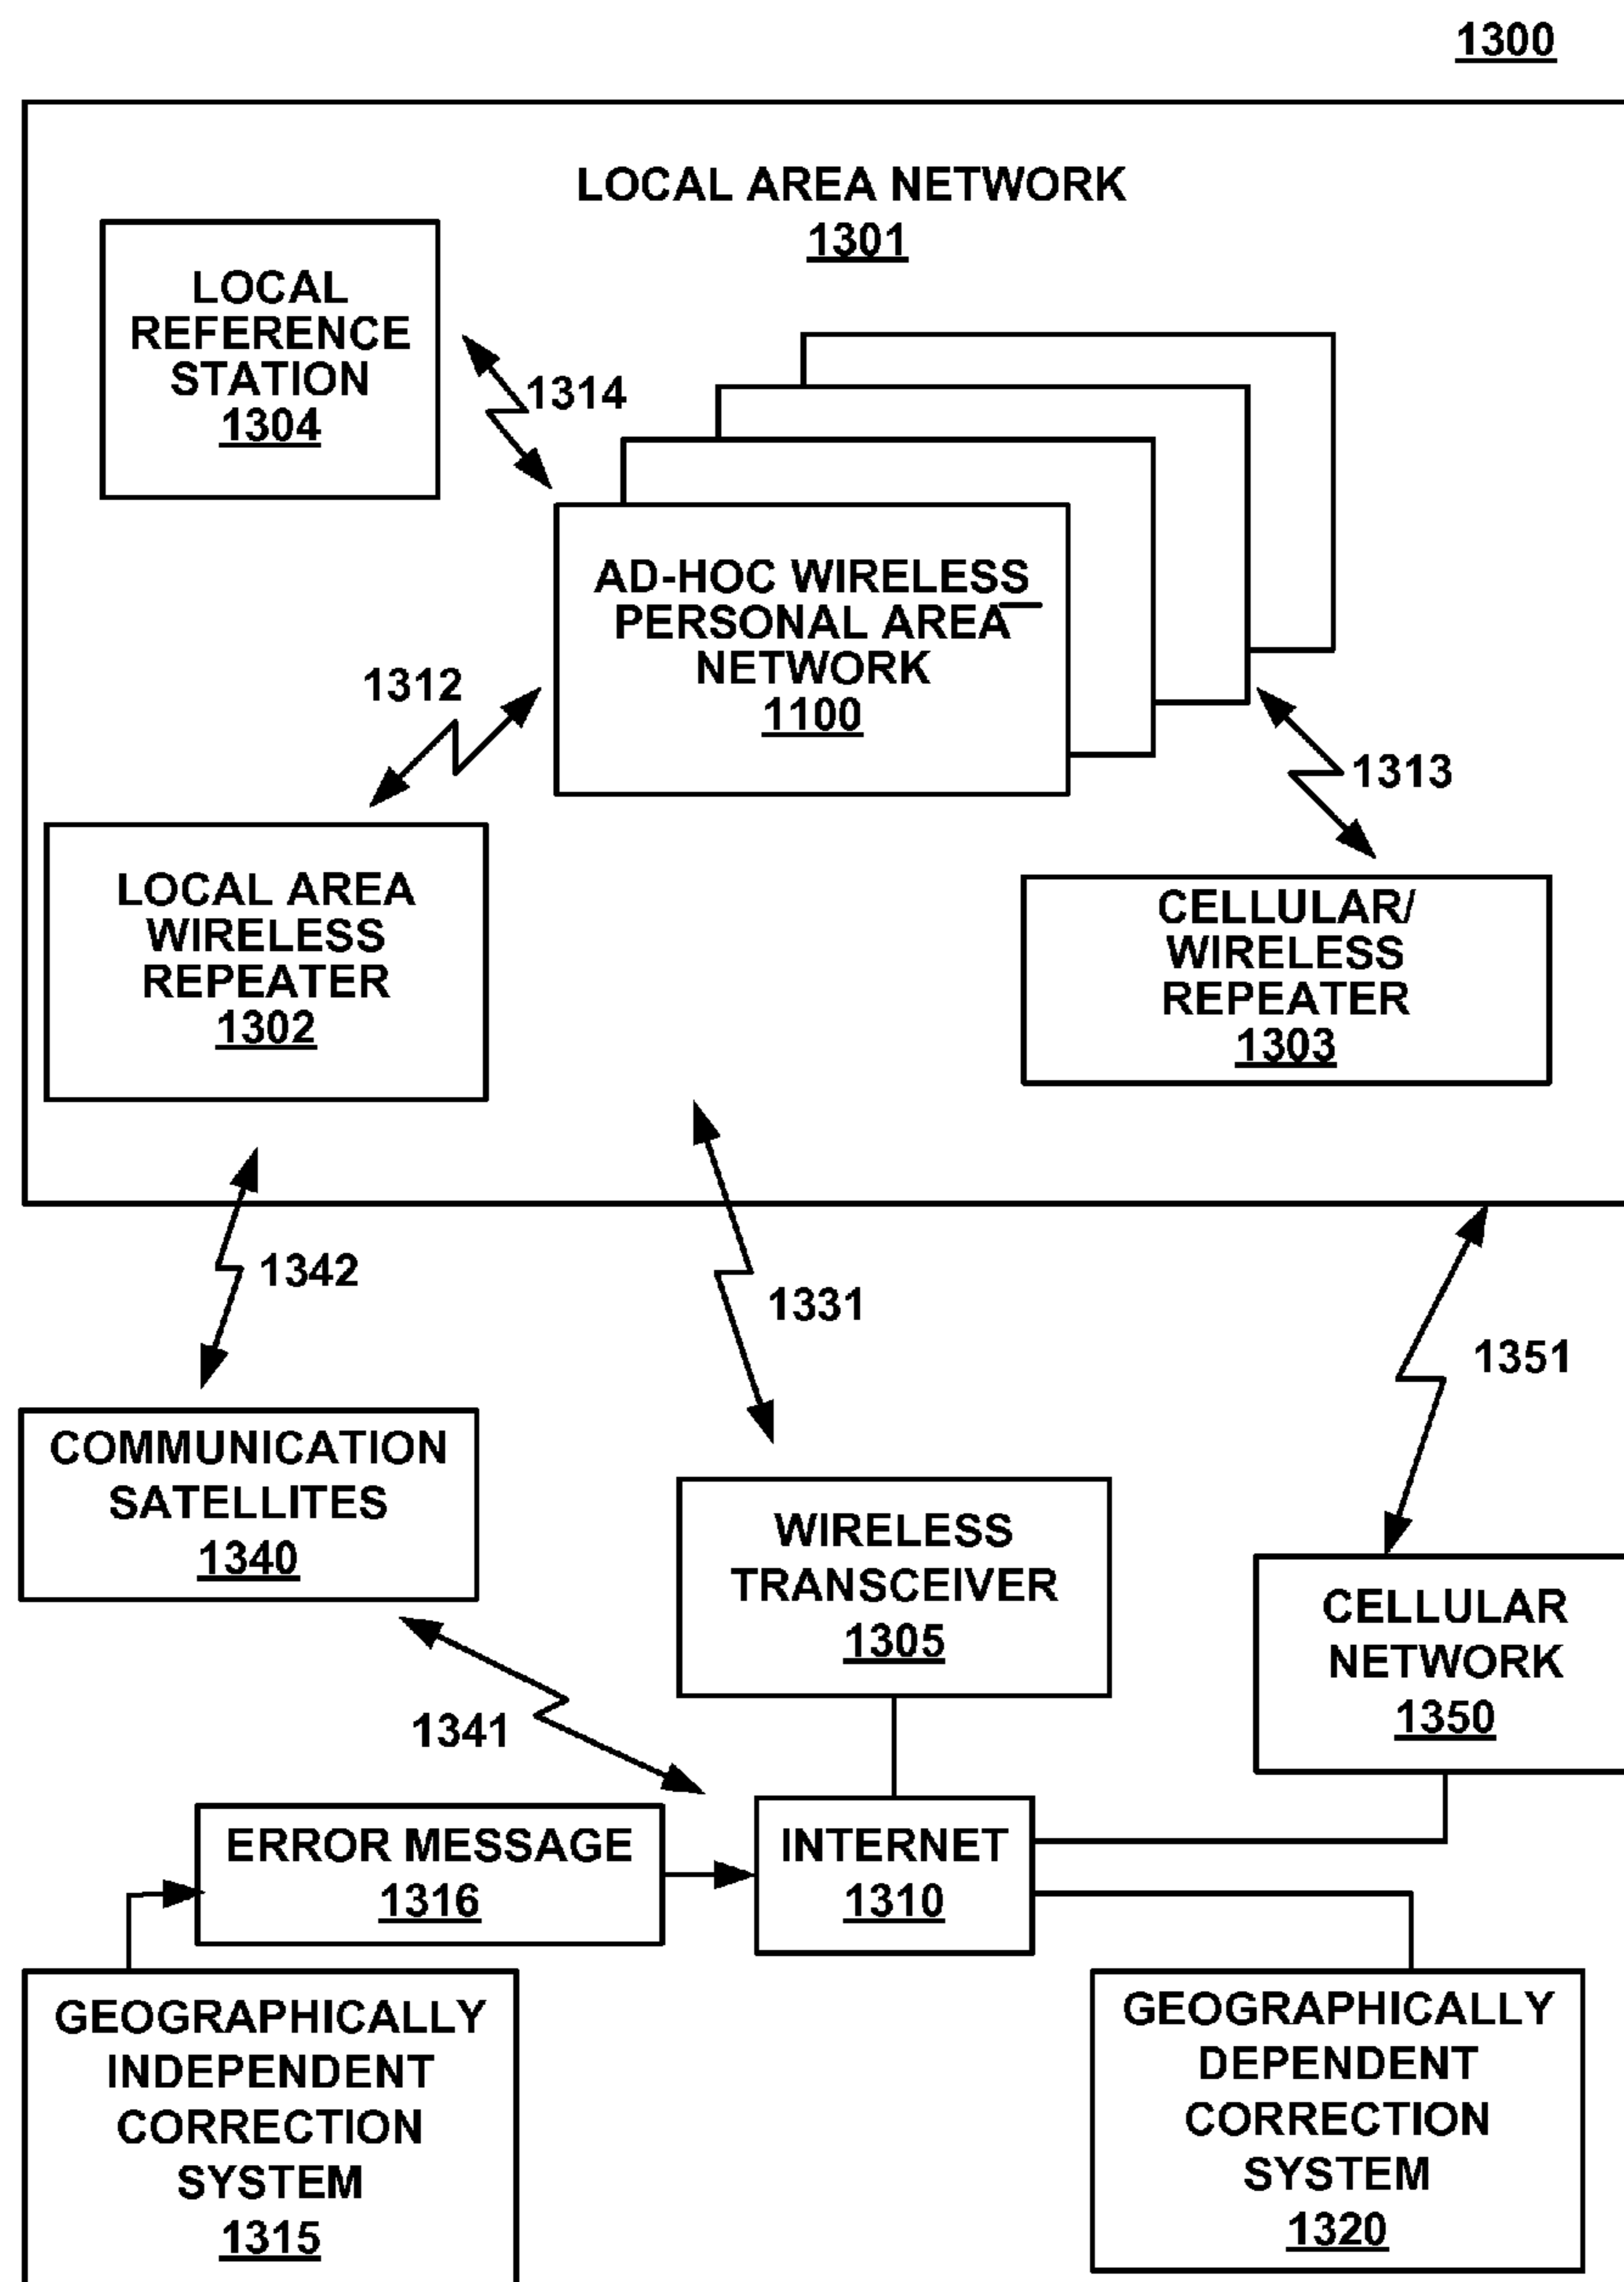 1300
LOCAL AREA NETWORK
1301
LOCAL
REFERENCE
STATION
1304
1314
AD-HOC WIRELESS
PERSONAL AREA
NETWORK
1100
1312
1313
LOCAL AREA
WIRELESS
REPEATER
1302
CELLULAR/
WIRELESS
REPEATER
1303
1342
1331
1351
COMMUNICATION
SATELLITES
1340
WIRELESS
TRANSCEIVER
1305
CELLULAR
NETWORK
1350
1341
ERROR MESSAGE
1316
INTERNET
1310
GEOGRAPHICALLY
INDEPENDENT
CORRECTION
SYSTEM
1315
GEOGRAPHICALLY
DEPENDENT
CORRECTION
SYSTEM
1320